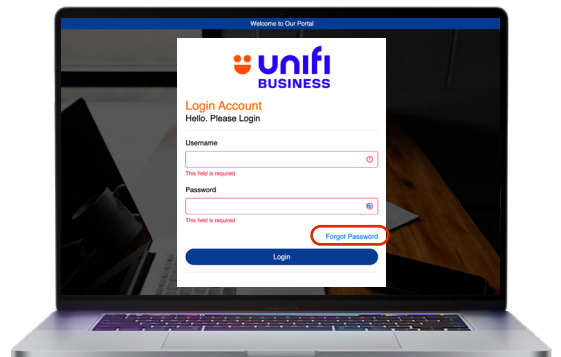 Welcome to Our Portal
unifi
BUSINESS
Login Account
Hello. Please Login
Username
This field is required
Password
This field is required
Forgot Password
Login